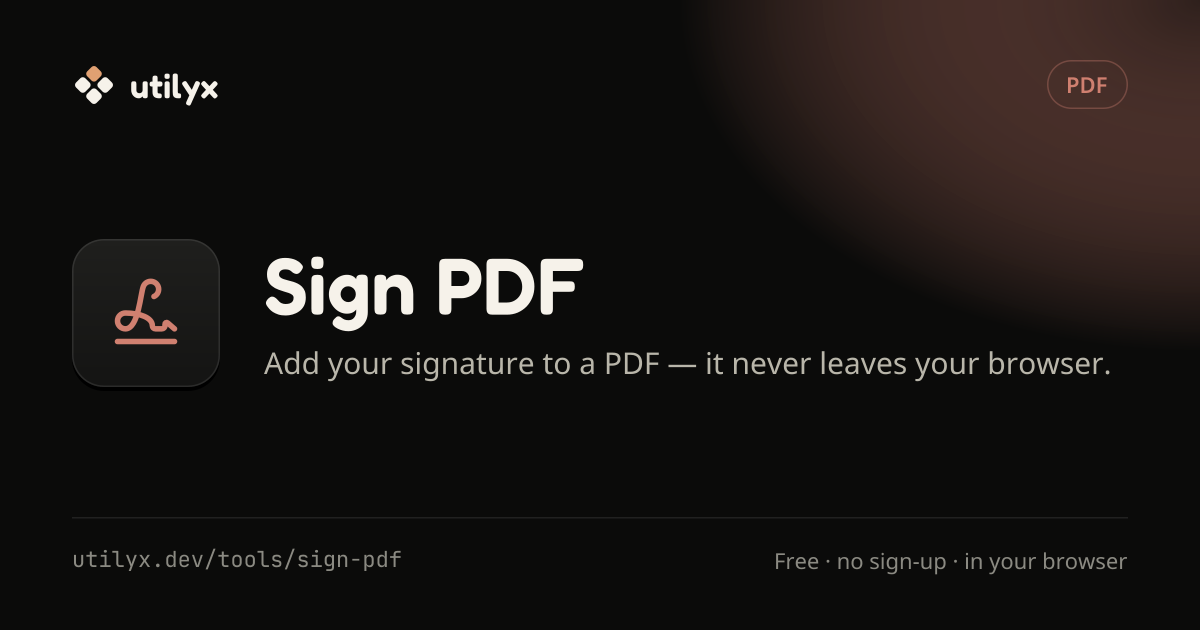 utilyx
PDF
Sign PDF
Add your signature to a PDF — it never leaves your browser.
utilyx.dev/tools/sign-pdf
Free · no sign-up · in your browser